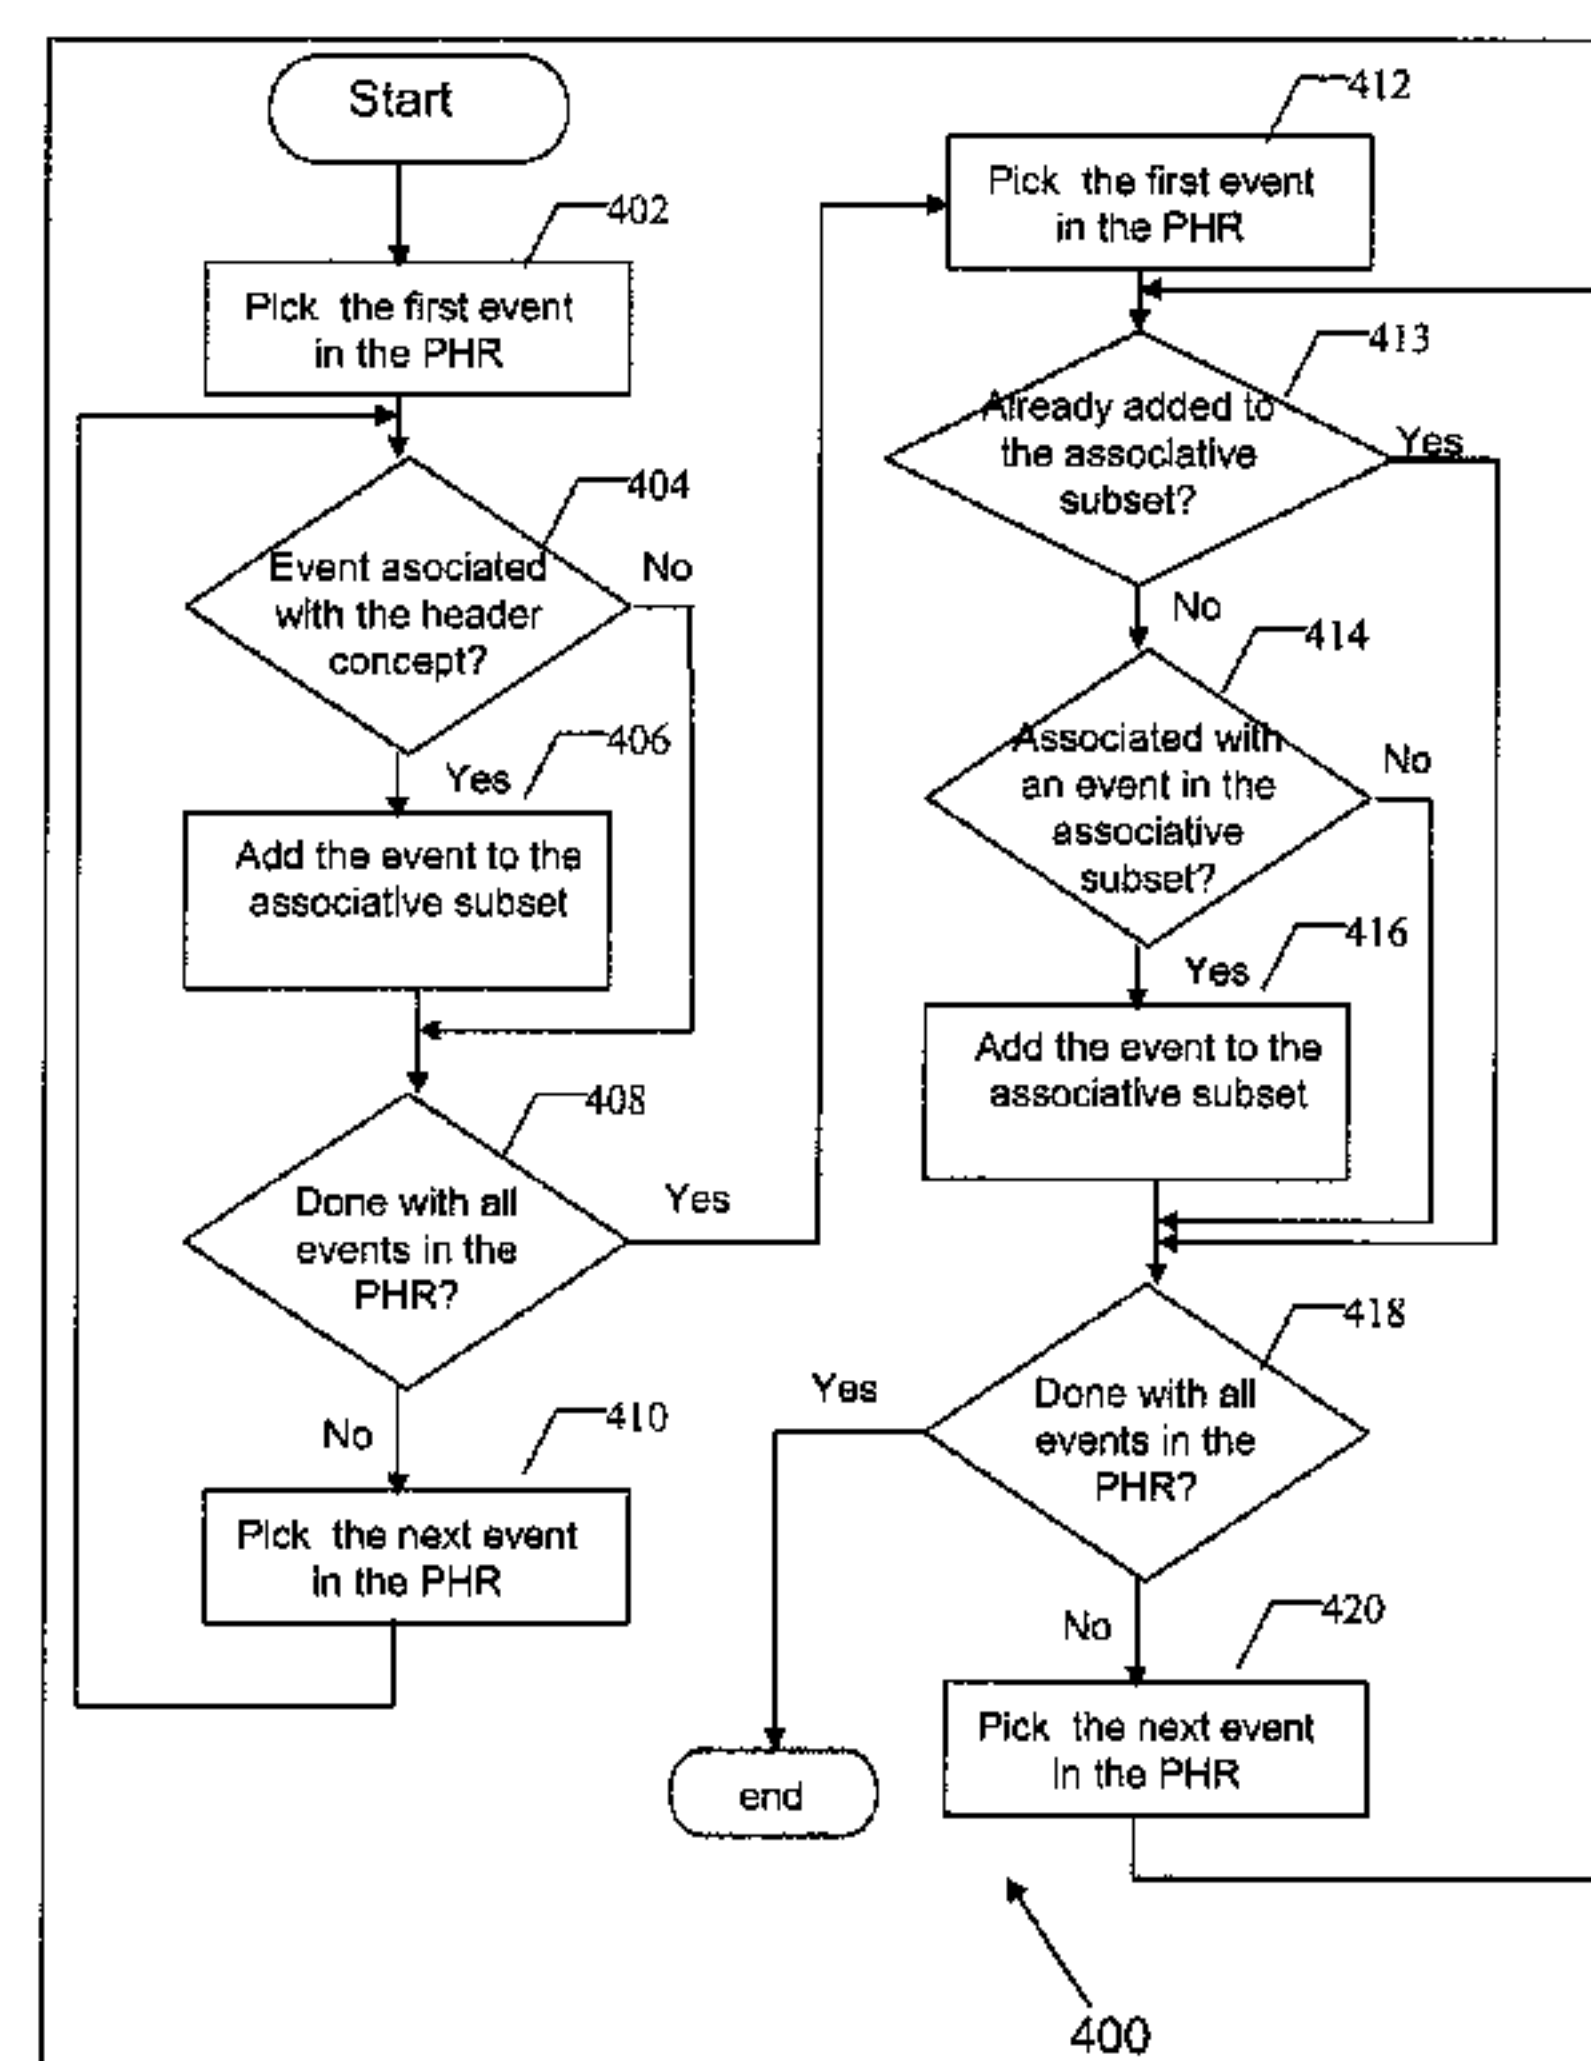 Start
402
Pick the first event
in the PHR
404
Event asociated
with the header
concept?
No
Yes
406
Add the event to the
associative subset
408
Done with all
events in the
PHR?
Yes
No
410
Pick the next event
in the PHR
412
Pick the first event
in the PHR
413
Already added to
the associative
subset?
Yes
No
414
Associated with
an event in the
associative
subset?
No
Yes
416
Add the event to the
associative subset
418
Done with all
events in the
PHR?
Yes
No
420
Pick the next event
in the PHR
end
400